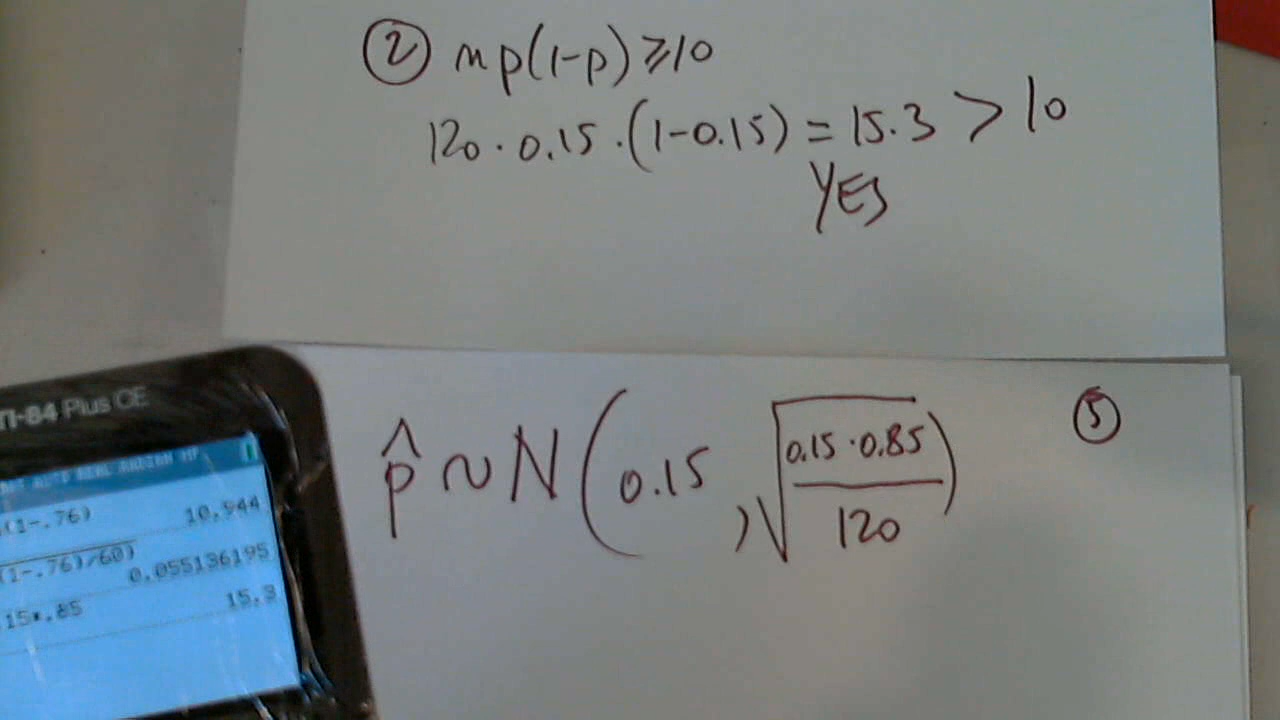 ② np(1-p) ≥ 10
120 · 0.15 · (1-0.15) = 15.3 > 10
YES
p̂ ~ N(0.15, √(0.15 · 0.85 / 120)) ⑤
TI-84 Plus CE
(1-.76)
10.944
(1-.76)/60)
0.055136195
15*.85
15.3